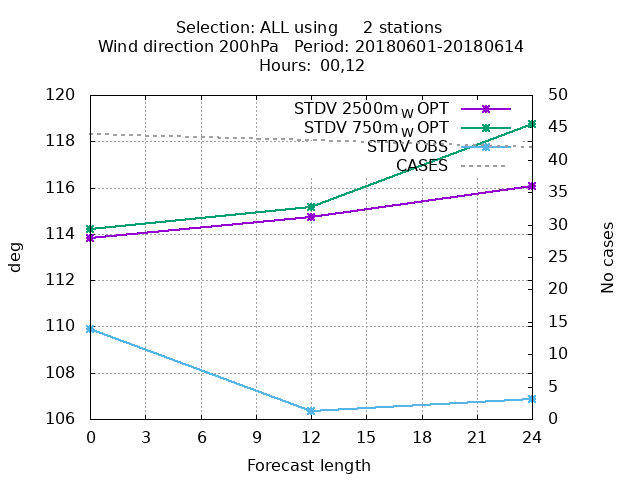 Selection: ALL using     2 stations
Wind direction 200hPa   Period: 20180601-20180614
Hours: 00,12
120
118
116
114
112
110
108
106
deg
50
45
40
35
30
25
20
15
10
5
0
No cases
STDV 2500m_W OPT
STDV 750m_W OPT
STDV OBS
CASES
0 3 6 9 12 15 18 21 24
Forecast length